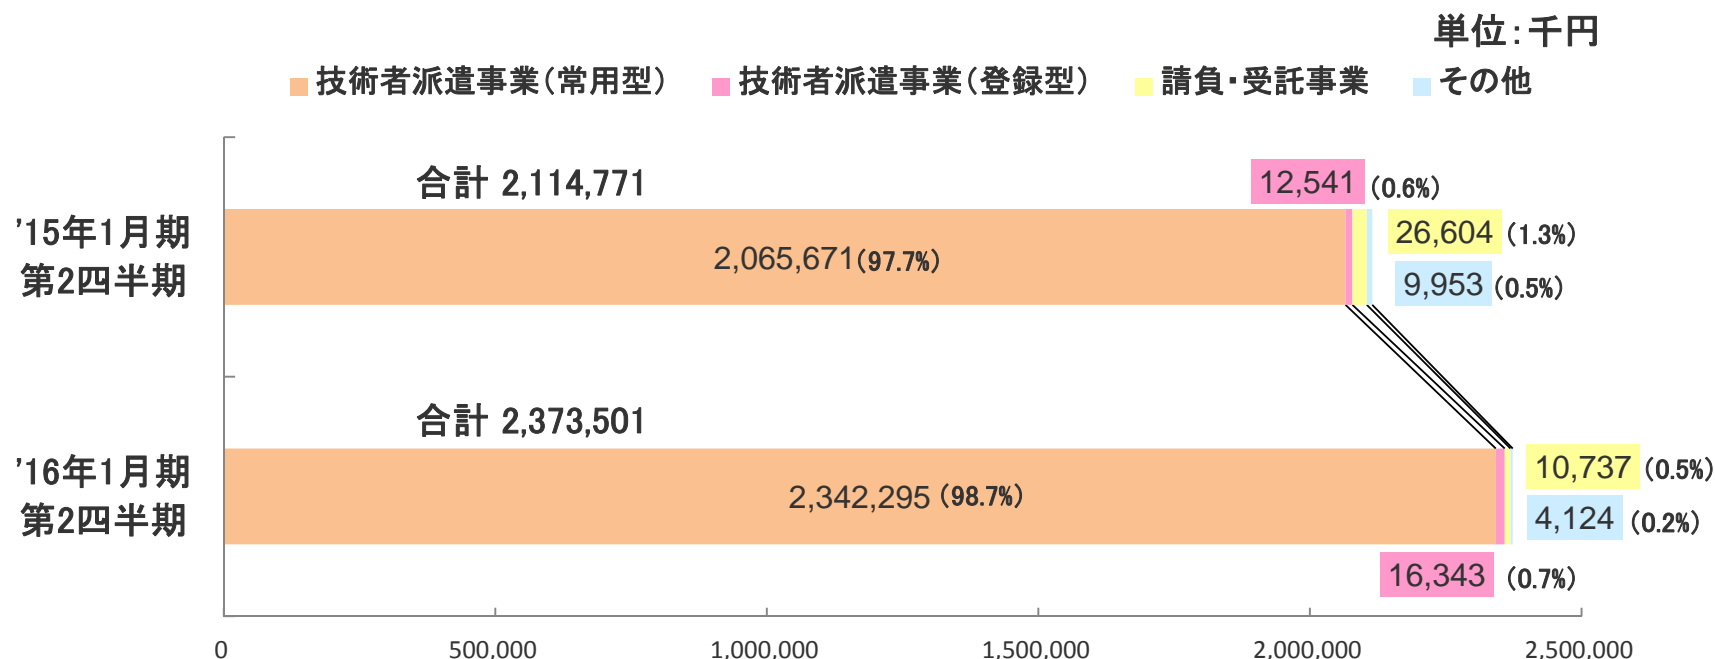 単位：千円
技術者派遣事業（常用型） 技術者派遣事業（登録型） 請負・受託事業 その他
合計 2,114,771
12,541 （0.6%）
’15年1月期
第2四半期
2,065,671（97.7%）
26,604 （1.3%）
9,953 （0.5%）
合計 2,373,501
’16年1月期
第2四半期
2,342,295 （98.7%）
10,737 （0.5%）
4,124 （0.2%）
16,343 （0.7%）
0 500,000 1,000,000 1,500,000 2,000,000 2,500,000